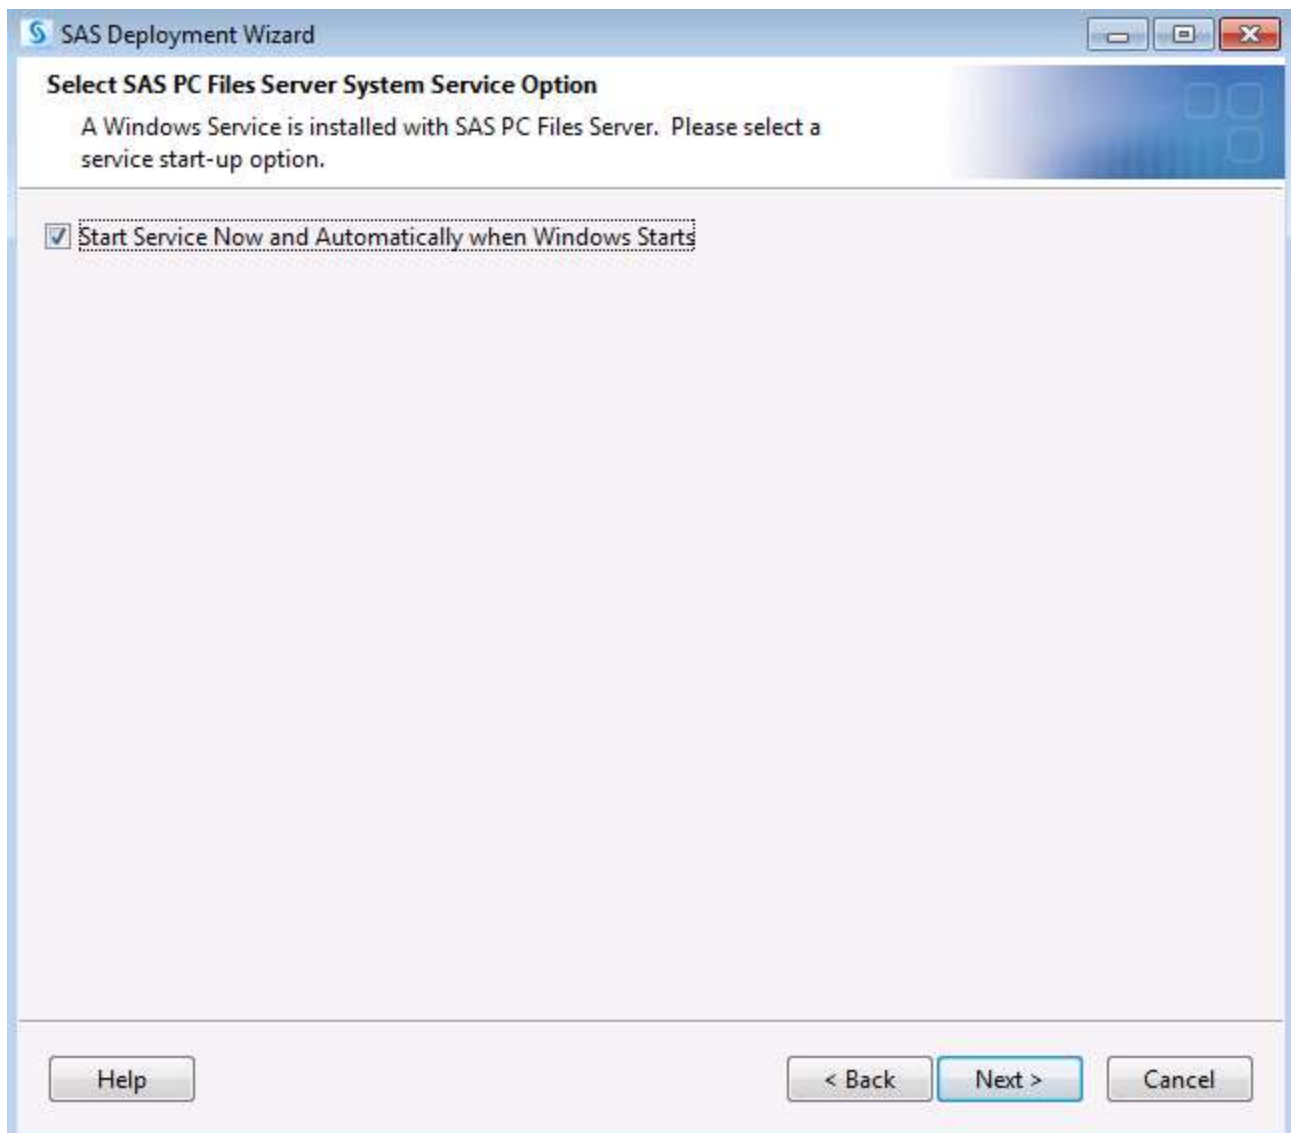 SAS Deployment Wizard
Select SAS PC Files Server System Service Option
A Windows Service is installed with SAS PC Files Server.  Please select a
service start-up option.
Start Service Now and Automatically when Windows Starts
Help
< Back
Next >
Cancel